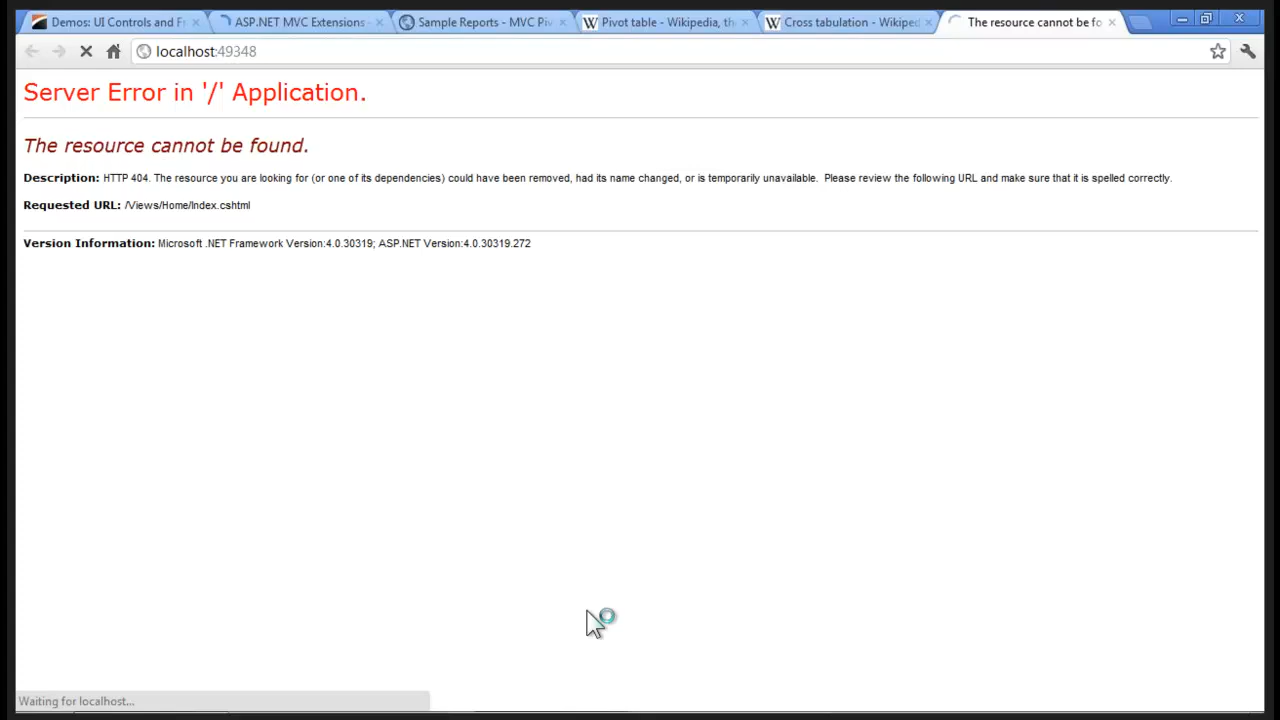 Demos: UI Controls and Fr
ASP.NET MVC Extensions -
Sample Reports - MVC Piv
Pivot table - Wikipedia, the
Cross tabulation - Wikiped
The resource cannot be fo
localhost:49348
Server Error in '/' Application.
The resource cannot be found.
Description: HTTP 404. The resource you are looking for (or one of its dependencies) could have been removed, had its name changed, or is temporarily unavailable.  Please review the following URL and make sure that it is spelled correctly.
Requested URL: /Views/Home/Index.cshtml
Version Information: Microsoft .NET Framework Version:4.0.30319; ASP.NET Version:4.0.30319.272
Waiting for localhost...